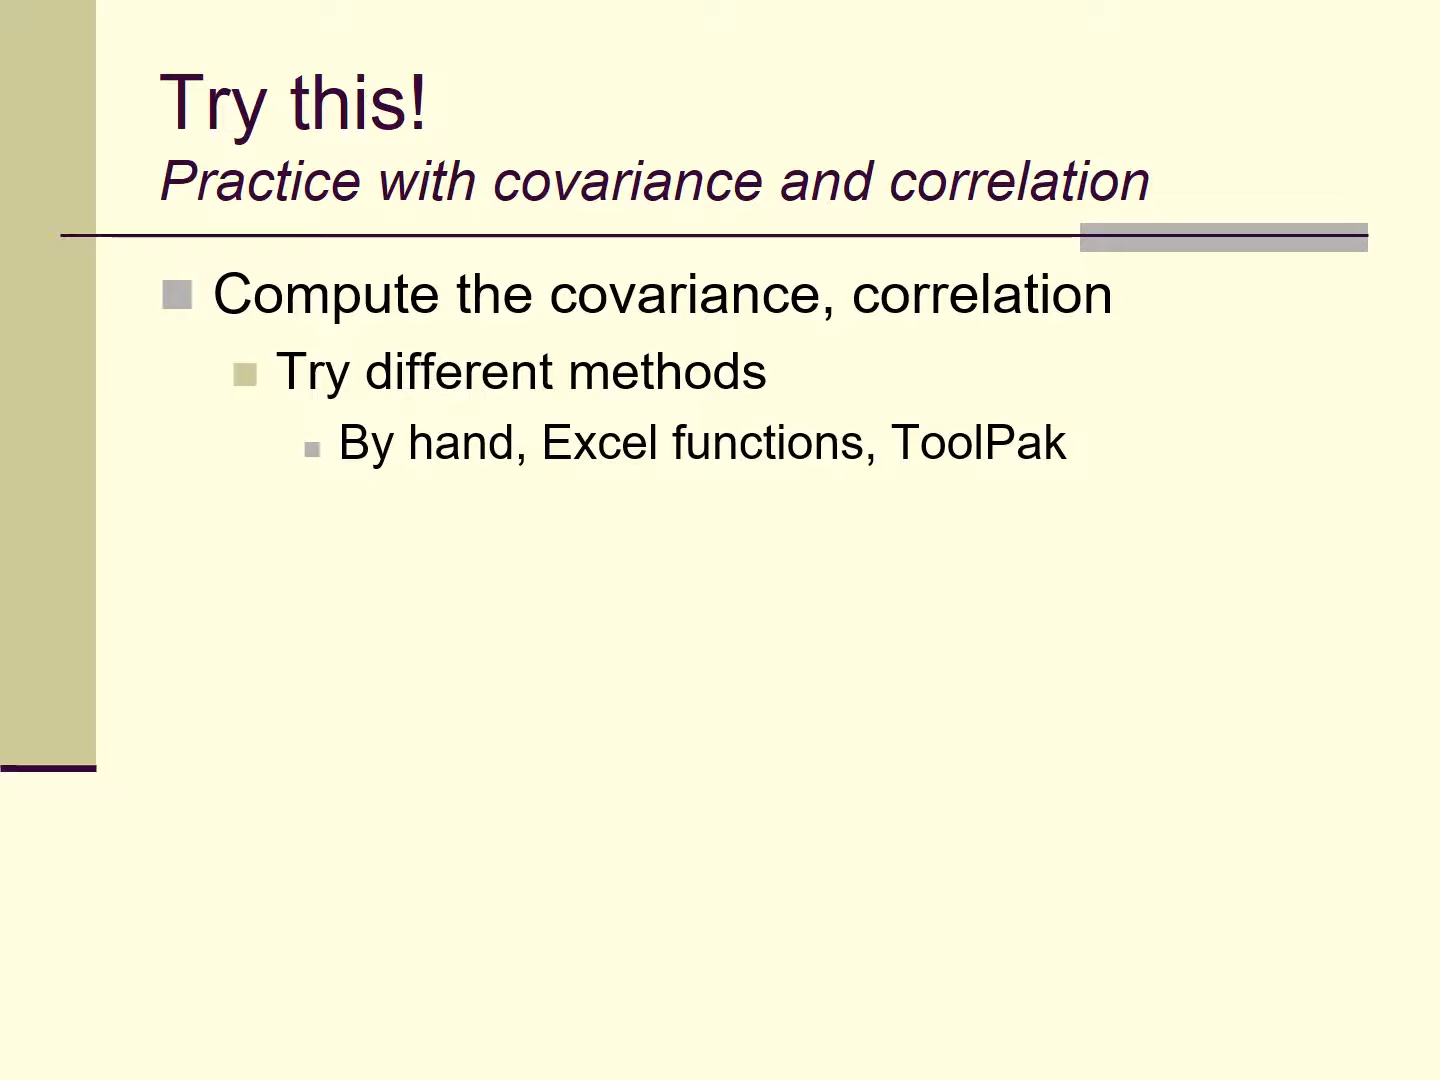 Try this!
Practice with covariance and correlation
Compute the covariance, correlation
Try different methods
By hand, Excel functions, ToolPak